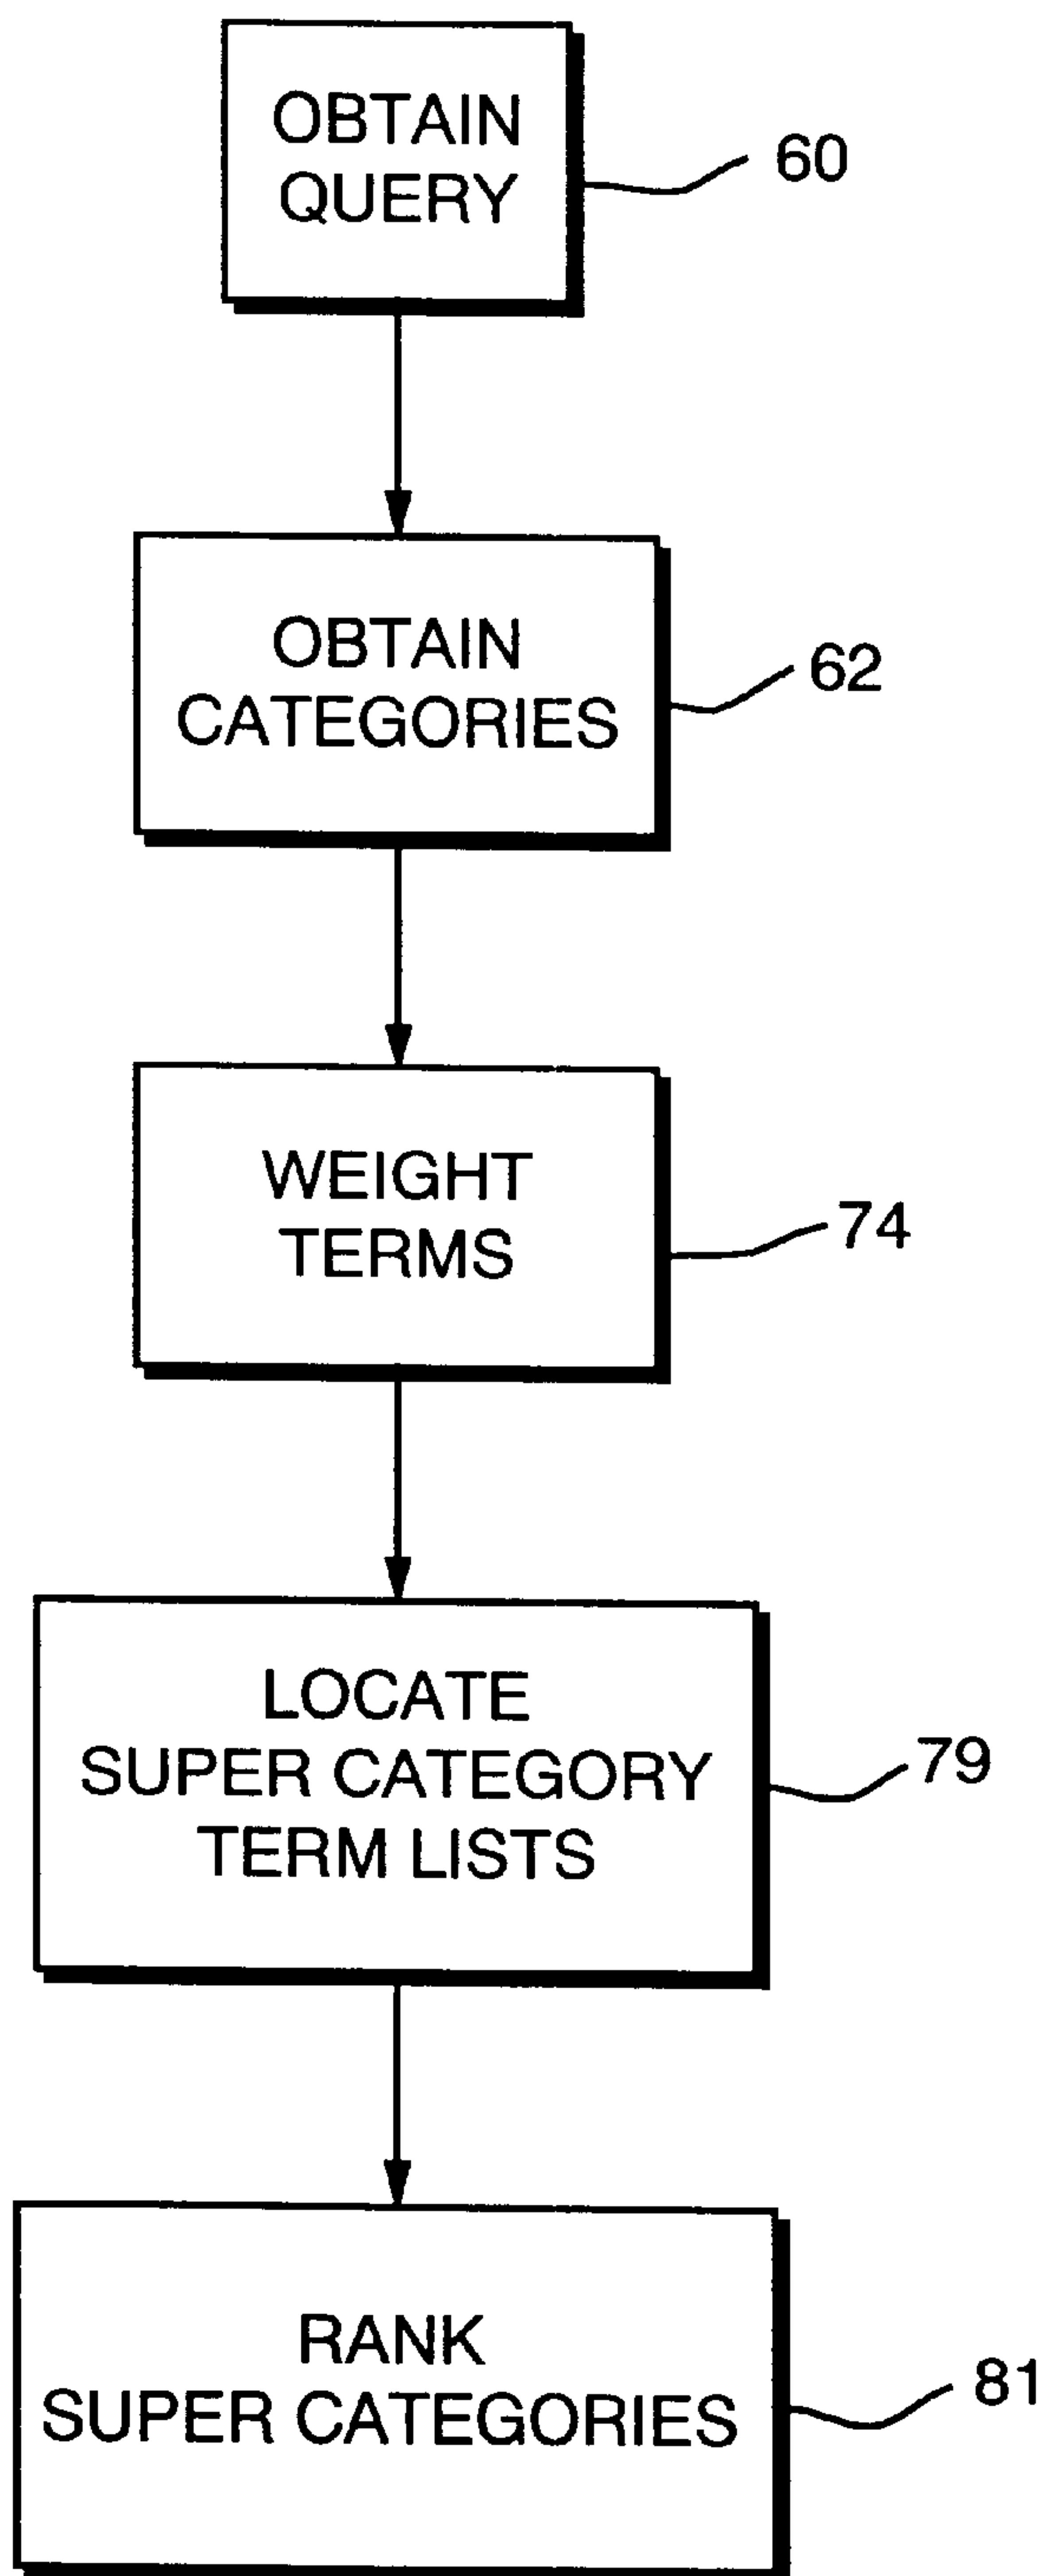 OBTAIN
QUERY
60
OBTAIN
CATEGORIES
62
WEIGHT
TERMS
74
LOCATE
SUPER CATEGORY
TERM LISTS
79
RANK
SUPER CATEGORIES
81